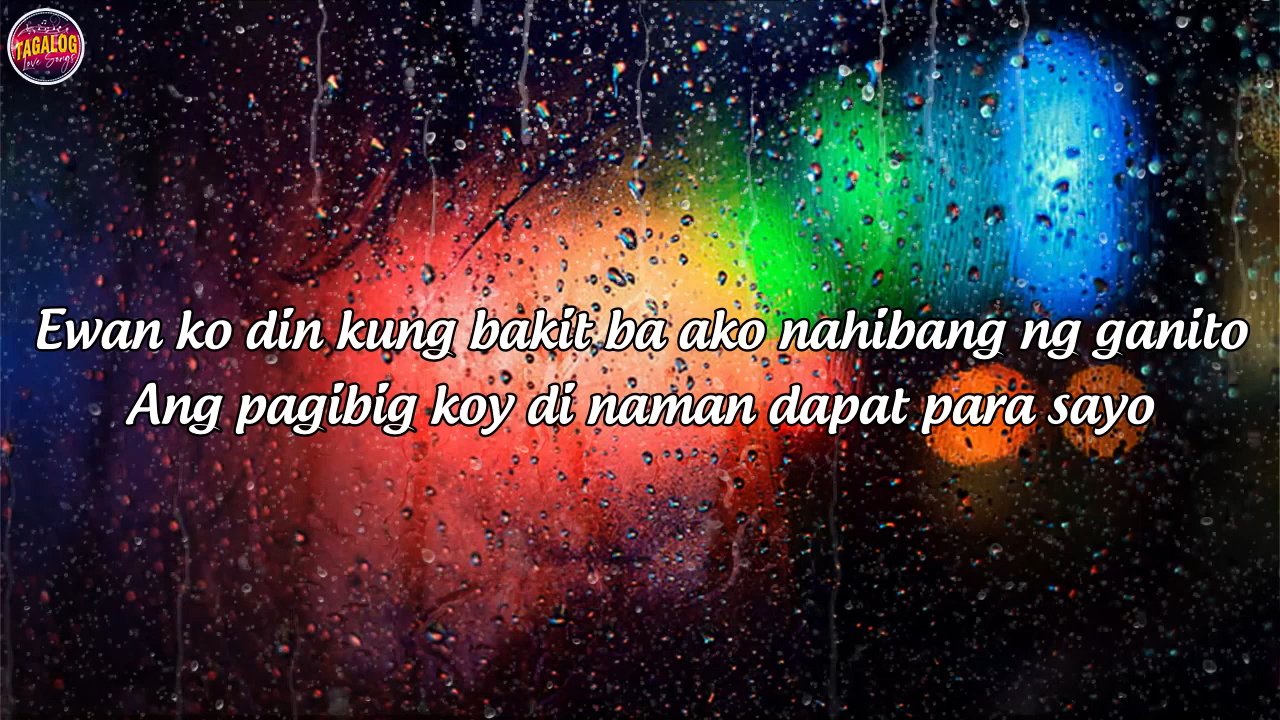 TAGALOG
Love Songs
Ewan ko din kung bakit ba ako nahibang ng ganito
Ang pagibig koy di naman dapat para sayo